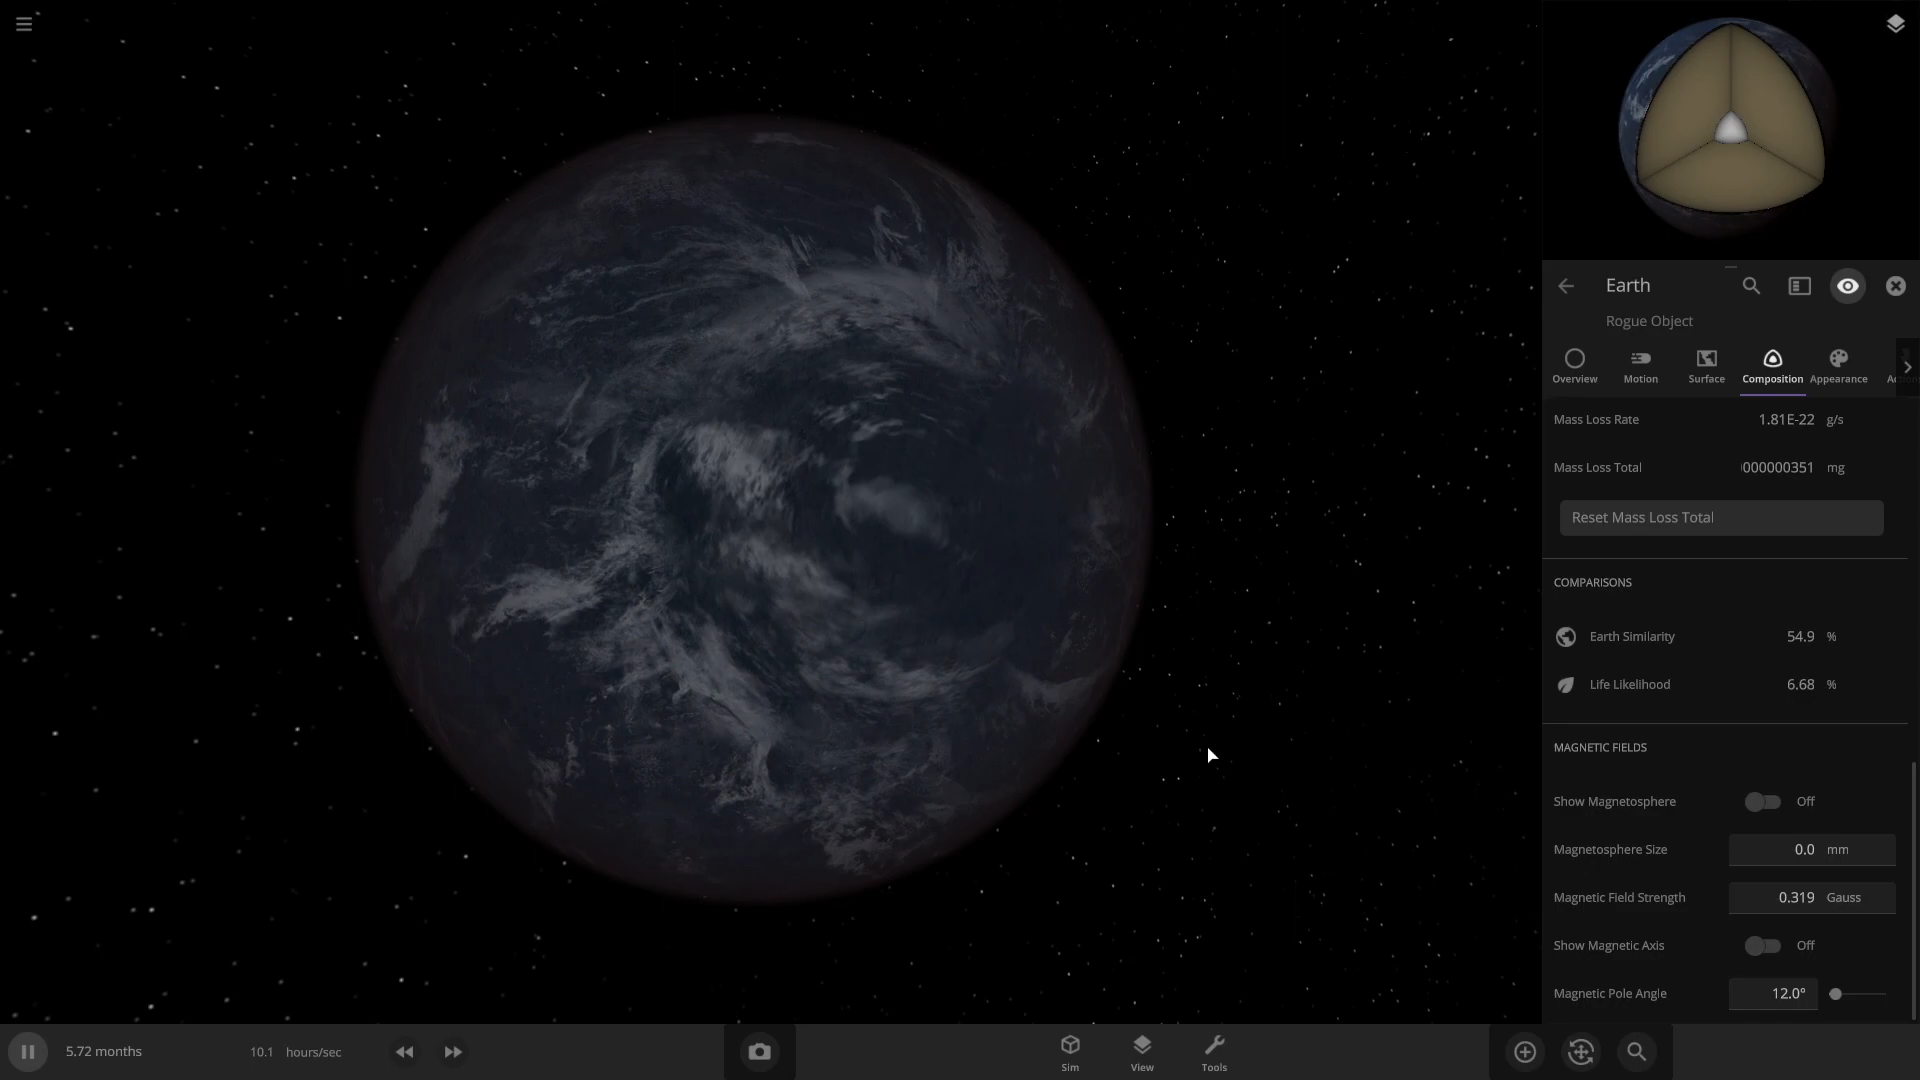 Earth
Rogue Object
Overview
Motion
Surface
Composition
Appearance
Mass Loss Rate 1.81E-22 g/s
Mass Loss Total 000000351 mg
Reset Mass Loss Total
COMPARISONS
Earth Similarity 54.9 %
Life Likelihood 6.68 %
MAGNETIC FIELDS
Show Magnetosphere Off
Magnetosphere Size 0.0 mm
Magnetic Field Strength 0.319 Gauss
Show Magnetic Axis Off
Magnetic Pole Angle 12.0°
5.72 months 10.1 hours/sec
Sim View Tools